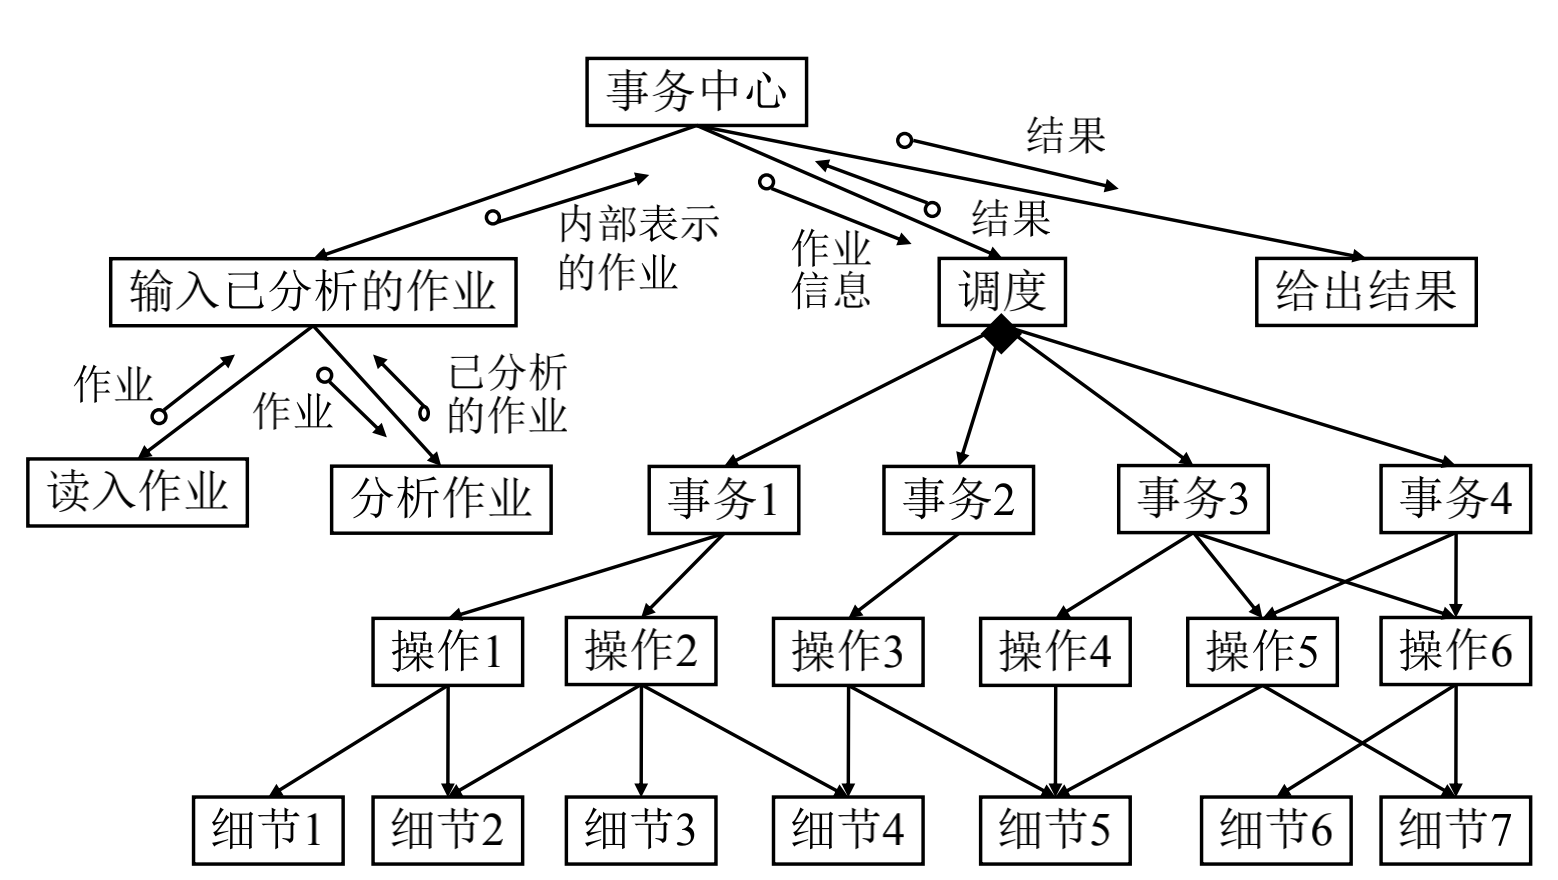 事务中心
结果
内部表示
的作业
作业
信息
结果
输入已分析的作业
调度
给出结果
作业
作业
已分析
的作业
读入作业
分析作业
事务1
事务2
事务3
事务4
操作1
操作2
操作3
操作4
操作5
操作6
细节1
细节2
细节3
细节4
细节5
细节6
细节7